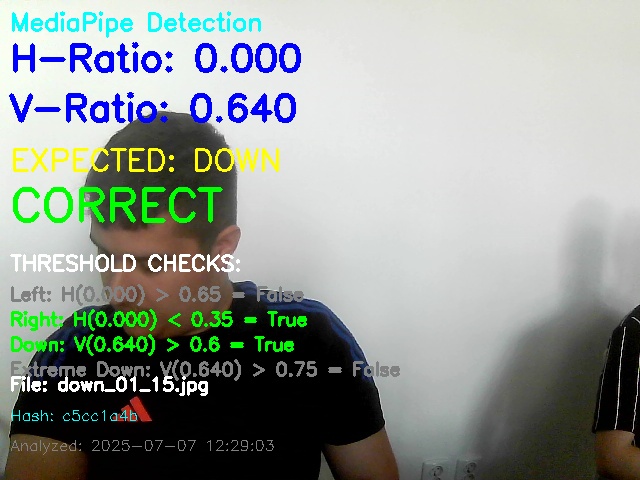 MediaPipe Detection
H-Ratio: 0.000
V-Ratio: 0.640
EXPECTED: DOWN
CORRECT
THRESHOLD CHECKS:
Left: H(0.000) > 0.65 = False
Right: H(0.000) < 0.35 = True
Down: V(0.640) > 0.6 = True
Extreme Down: V(0.640) > 0.75 = False
File: down_01_15.jpg
Hash: c5cc1a4b
Analyzed: 2025-07-07 12:29:03